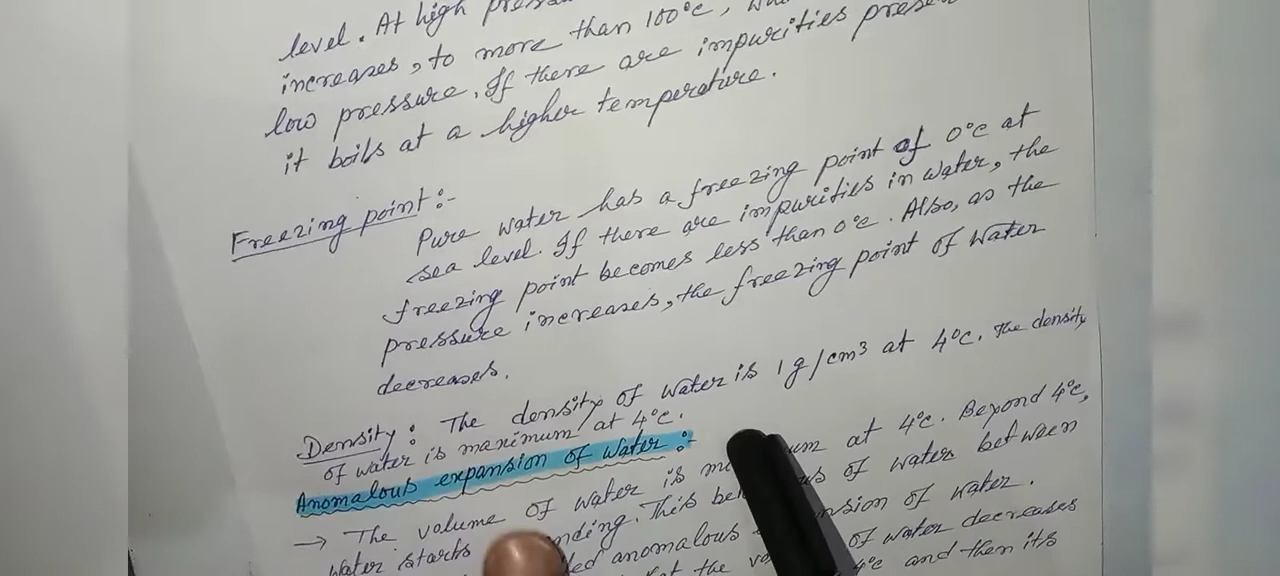 level. At high
increases, to more than 100°c,
low pressure. If there are impurities
it boils at a higher temperature.
Freezing point:-
Pure water has a freezing point of 0°c at
sea level. If there are impurities in water, the
freezing point becomes less than 0°c. Also, as the
pressure increases, the freezing point of water
decreases.
Density: The density of water is 1g/cm³ at 4°c. The density
of water is maximum at 4°c.
Anomalous expansion of water:-
→ The volume of water is at 4°c. Beyond 4°c,
water starts of water between
anomalous of water.
the of water decreases
4°c and then its